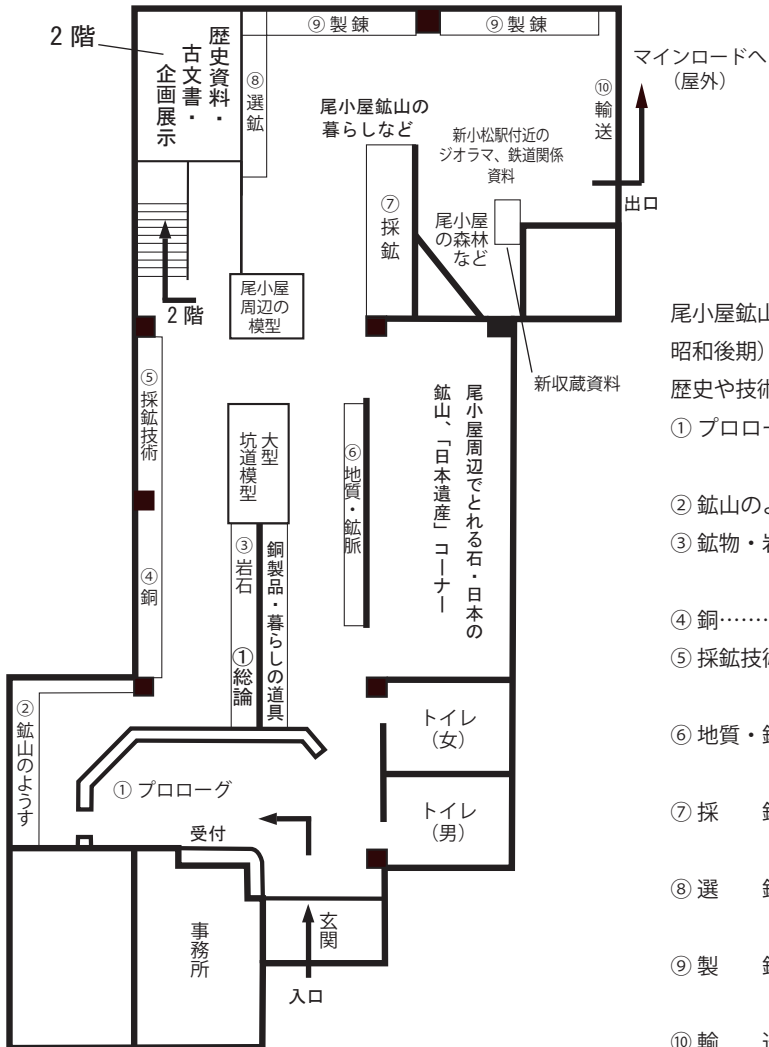 2 階
歴史資料・
古文書・
企画展示
⑧選鉱
⑨製錬
⑨製錬
⑩輸送
マインロードへ
（屋外）
出口
尾小屋鉱山の
暮らしなど
新小松駅付近の
ジオラマ、鉄道関係
資料
⑦採鉱
尾小屋
の森林
など
新収蔵資料
2 階
尾小屋
周辺の
模型
⑤採鉱技術
大型
坑道模型
⑥地質・鉱脈
尾小屋周辺でとれる石・日本の
鉱山、「日本遺産」コーナー
④銅
③岩石
①総論
銅製品・暮らしの道具
②鉱山のようす
①プロローグ
受付
トイレ
（女）
トイレ
（男）
事務所
玄関
入口
尾小屋鉱山
昭和後期）
歴史や技術
① プロロー
② 鉱山のよ
③ 鉱物・岩
④ 銅……
⑤ 採鉱技術
⑥ 地質・鉱
⑦ 採　　鉱
⑧ 選　　鉱
⑨ 製　　錬
⑩ 輸　　送